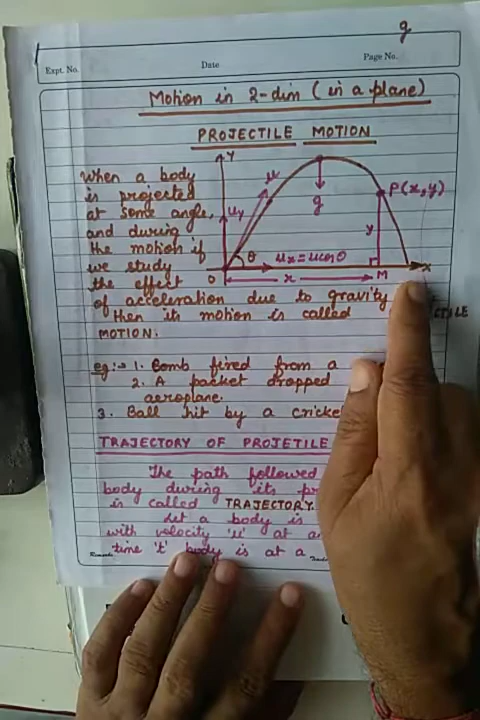 g
Expt. No. Date Page No.
Motion in 2-dim (in a plane)
PROJECTILE MOTION
When a body
is projected
at some angle,
and during
the motion if
we study
the effect
of acceleration due to gravity
then its motion is called
MOTION.
Y
u
uy
θ
ux = u cos θ
g
P(x,y)
y
O
x
M
X
eg:- 1. Bomb fired from a
2. A packet dropped
aeroplane.
3. Ball hit by a
TRAJECTORY OF PROJETILE
The path followed
body during its
is called TRAJECTORY.
Let a body is
with velocity 'u' at a
time 't' body is at a
Remarks